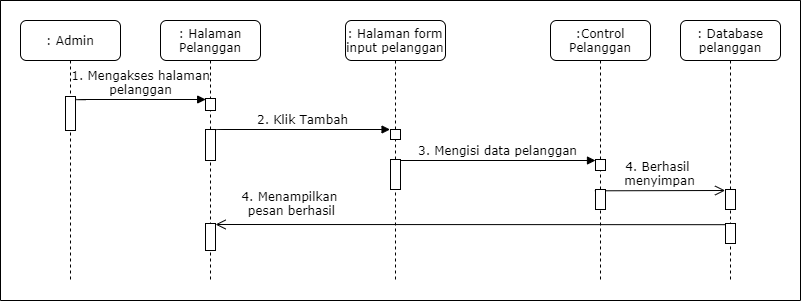 : Admin
: Halaman
Pelanggan
: Halaman form
input pelanggan
:Control
Pelanggan
: Database
pelanggan
1. Mengakses halaman
pelanggan
2. Klik Tambah
3. Mengisi data pelanggan
4. Berhasil
menyimpan
4. Menampilkan
pesan berhasil